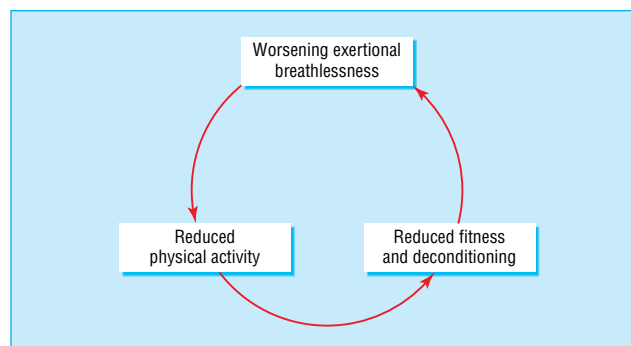 Worsening exertional
breathlessness
Reduced
physical activity
Reduced fitness
and deconditioning